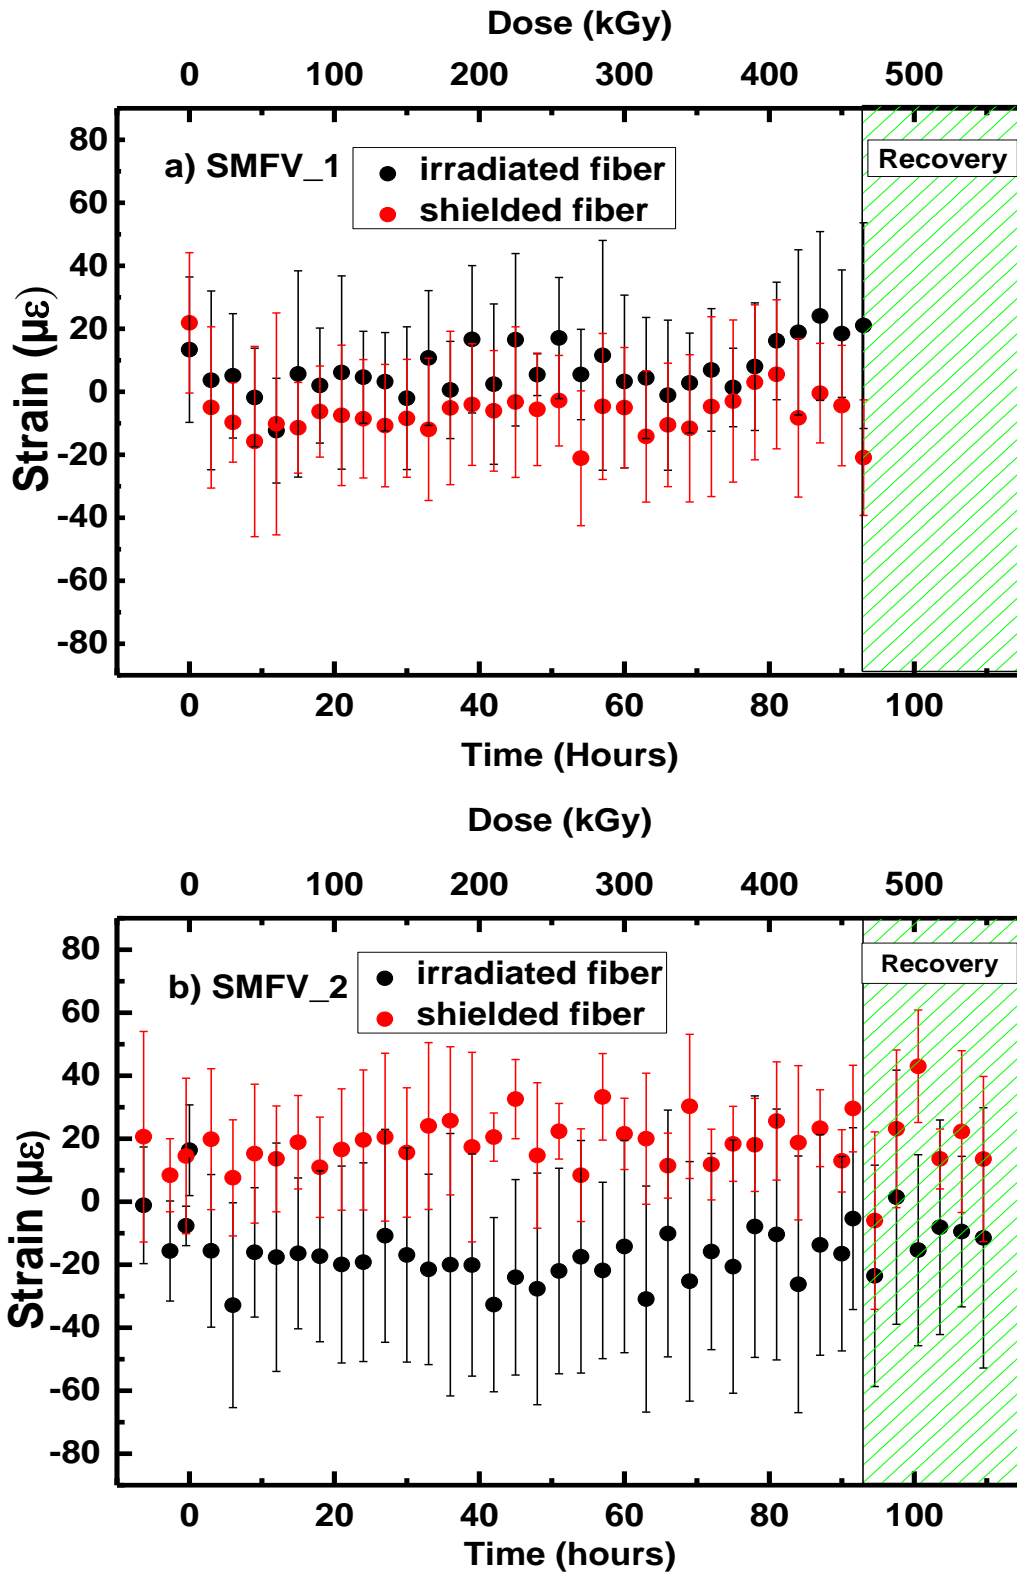 Dose (kGy)
0 100 200 300 400 500
a) SMFV_1
irradiated fiber
shielded fiber
Recovery
80
60
40
20
0
-20
-40
-60
-80
Strain (με)
0 20 40 60 80 100
Time (Hours)
Dose (kGy)
0 100 200 300 400 500
b) SMFV_2
irradiated fiber
shielded fiber
Recovery
80
60
40
20
0
-20
-40
-60
-80
Strain (με)
0 20 40 60 80 100
Time (hours)